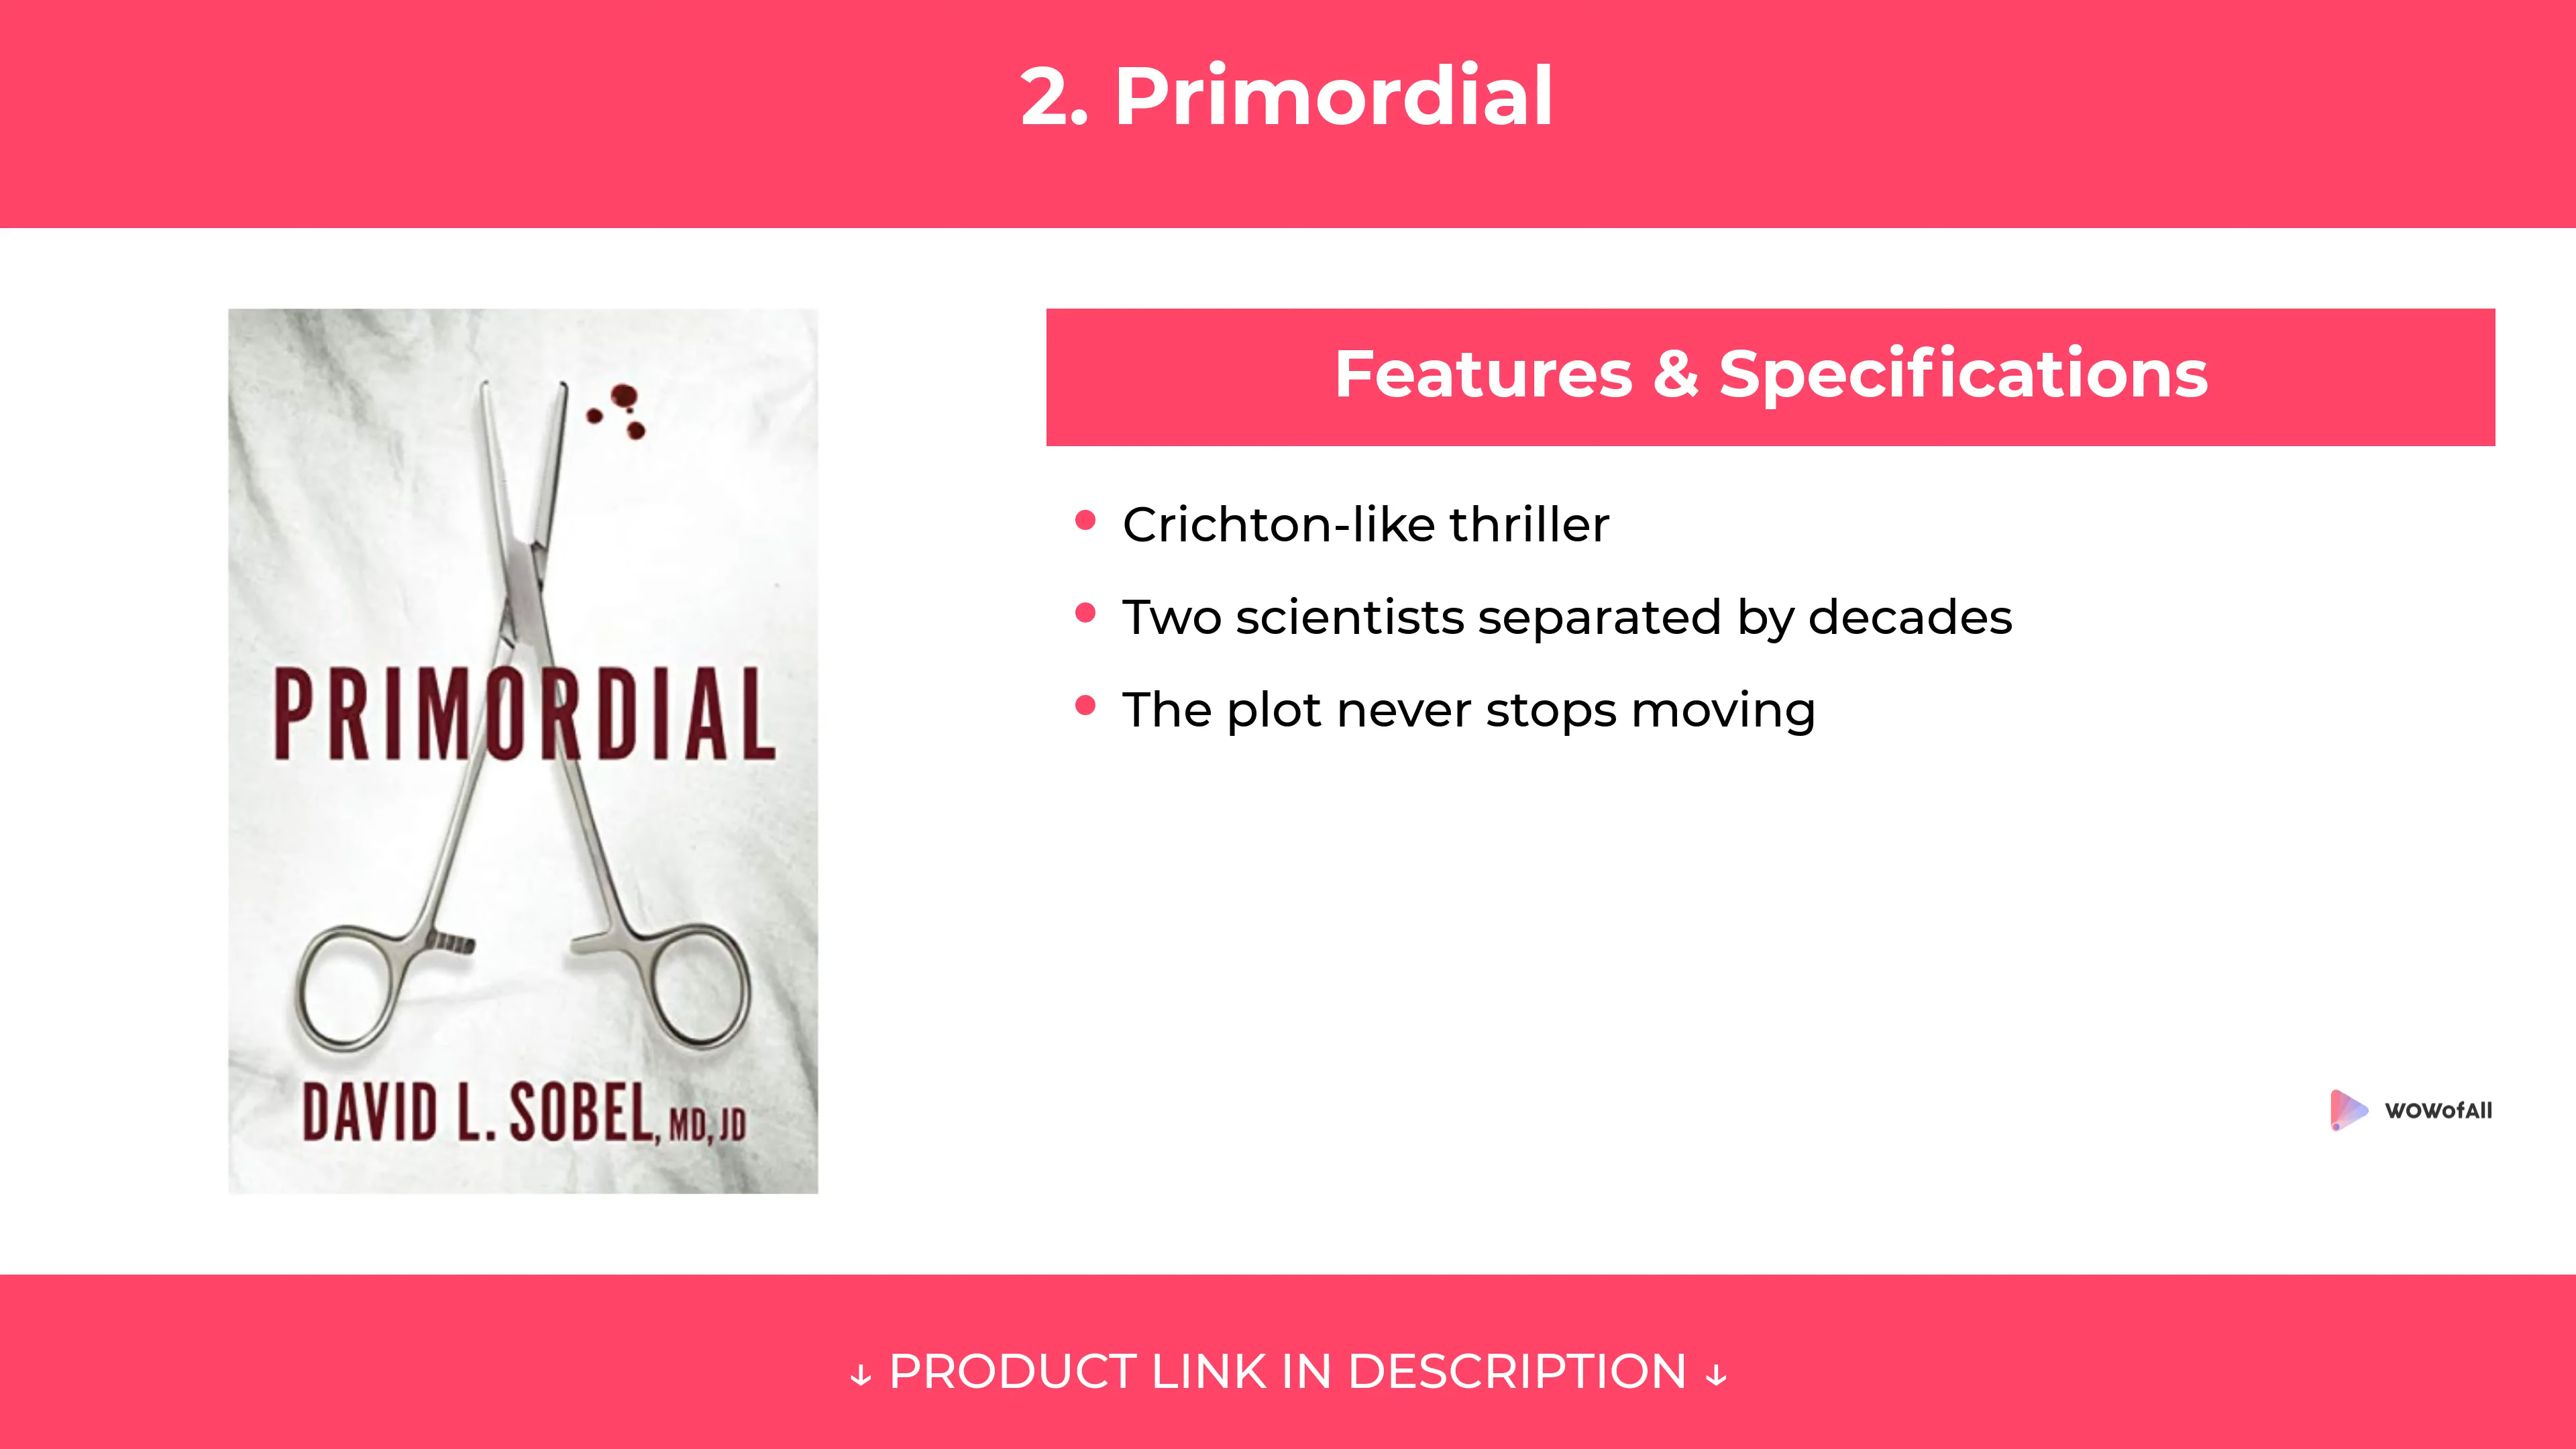 2. Primordial
PRIMORDIAL
DAVID L. SOBEL, MD, JD
Features & Specifications
Crichton-like thriller
Two scientists separated by decades
The plot never stops moving
WOWofAll
↓ PRODUCT LINK IN DESCRIPTION ↓